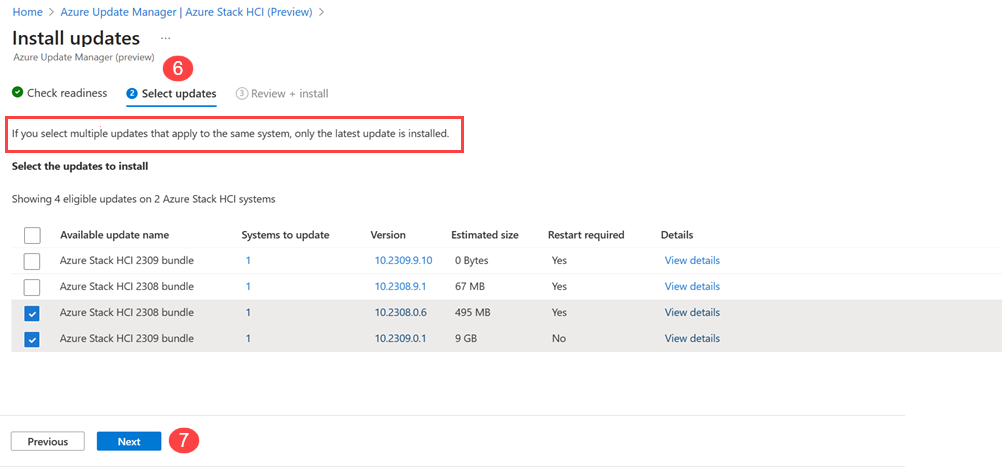 Home > Azure Update Manager | Azure Stack HCI (Preview) >
Install updates ...
Azure Update Manager (preview)
6
Check readiness 2 Select updates 3 Review + install
If you select multiple updates that apply to the same system, only the latest update is installed.
Select the updates to install
Showing 4 eligible updates on 2 Azure Stack HCI systems
Available update name Systems to update Version Estimated size Restart required Details
Azure Stack HCI 2309 bundle 1 10.2309.9.10 0 Bytes Yes View details
Azure Stack HCI 2308 bundle 1 10.2308.9.1 67 MB Yes View details
Azure Stack HCI 2308 bundle 1 10.2308.0.6 495 MB Yes View details
Azure Stack HCI 2309 bundle 1 10.2309.0.1 9 GB No View details
Previous Next 7